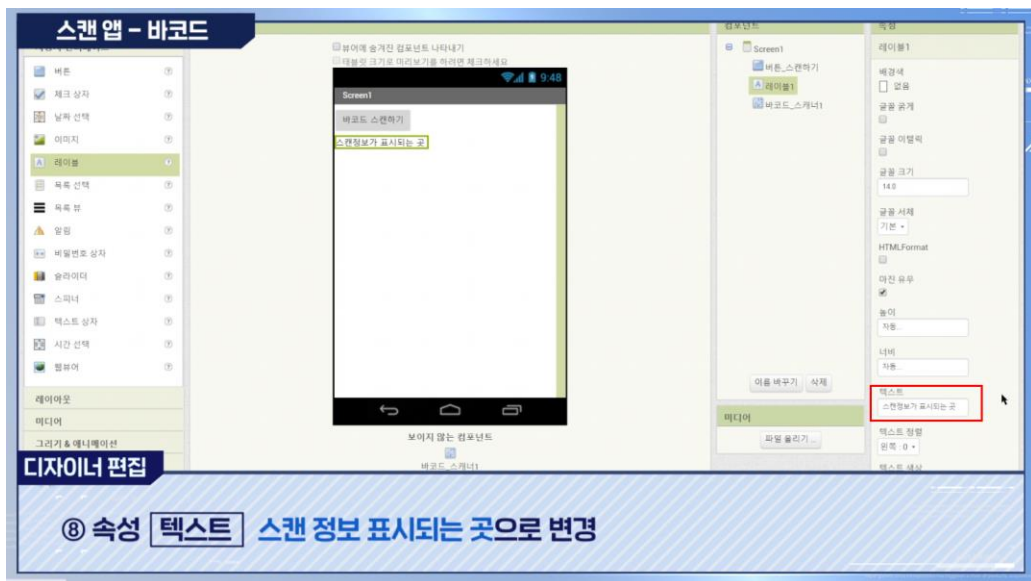 스캔 앱 - 바코드
버튼
체크 상자
날짜 선택
이미지
레이블
목록 선택
목록 뷰
알림
비밀번호 상자
슬라이더
스피너
텍스트 상자
시간 선택
웹뷰어
레이아웃
미디어
그리기 & 애니메이션
뷰어에 숨겨진 컴포넌트 나타내기
태블릿 크기로 미리보기를 하려면 체크하세요
9:48
Screen1
바코드 스캔하기
스캔정보가 표시되는 곳
보이지 않는 컴포넌트
바코드_스캐너1
컴포넌트
Screen1
버튼_스캔하기
레이블1
바코드_스캐너1
이름 바꾸기 삭제
미디어
파일 올리기 ...
속성
레이블1
배경색
없음
글꼴 굵게
글꼴 이탤릭
글꼴 크기
14.0
글꼴 서체
기본
HTMLFormat
마진 유무
높이
자동...
너비
자동...
텍스트
스캔정보가 표시되는 곳
텍스트 정렬
왼쪽 : 0
텍스트 색상
디자이너 편집
⑧ 속성 텍스트 스캔 정보 표시되는 곳으로 변경